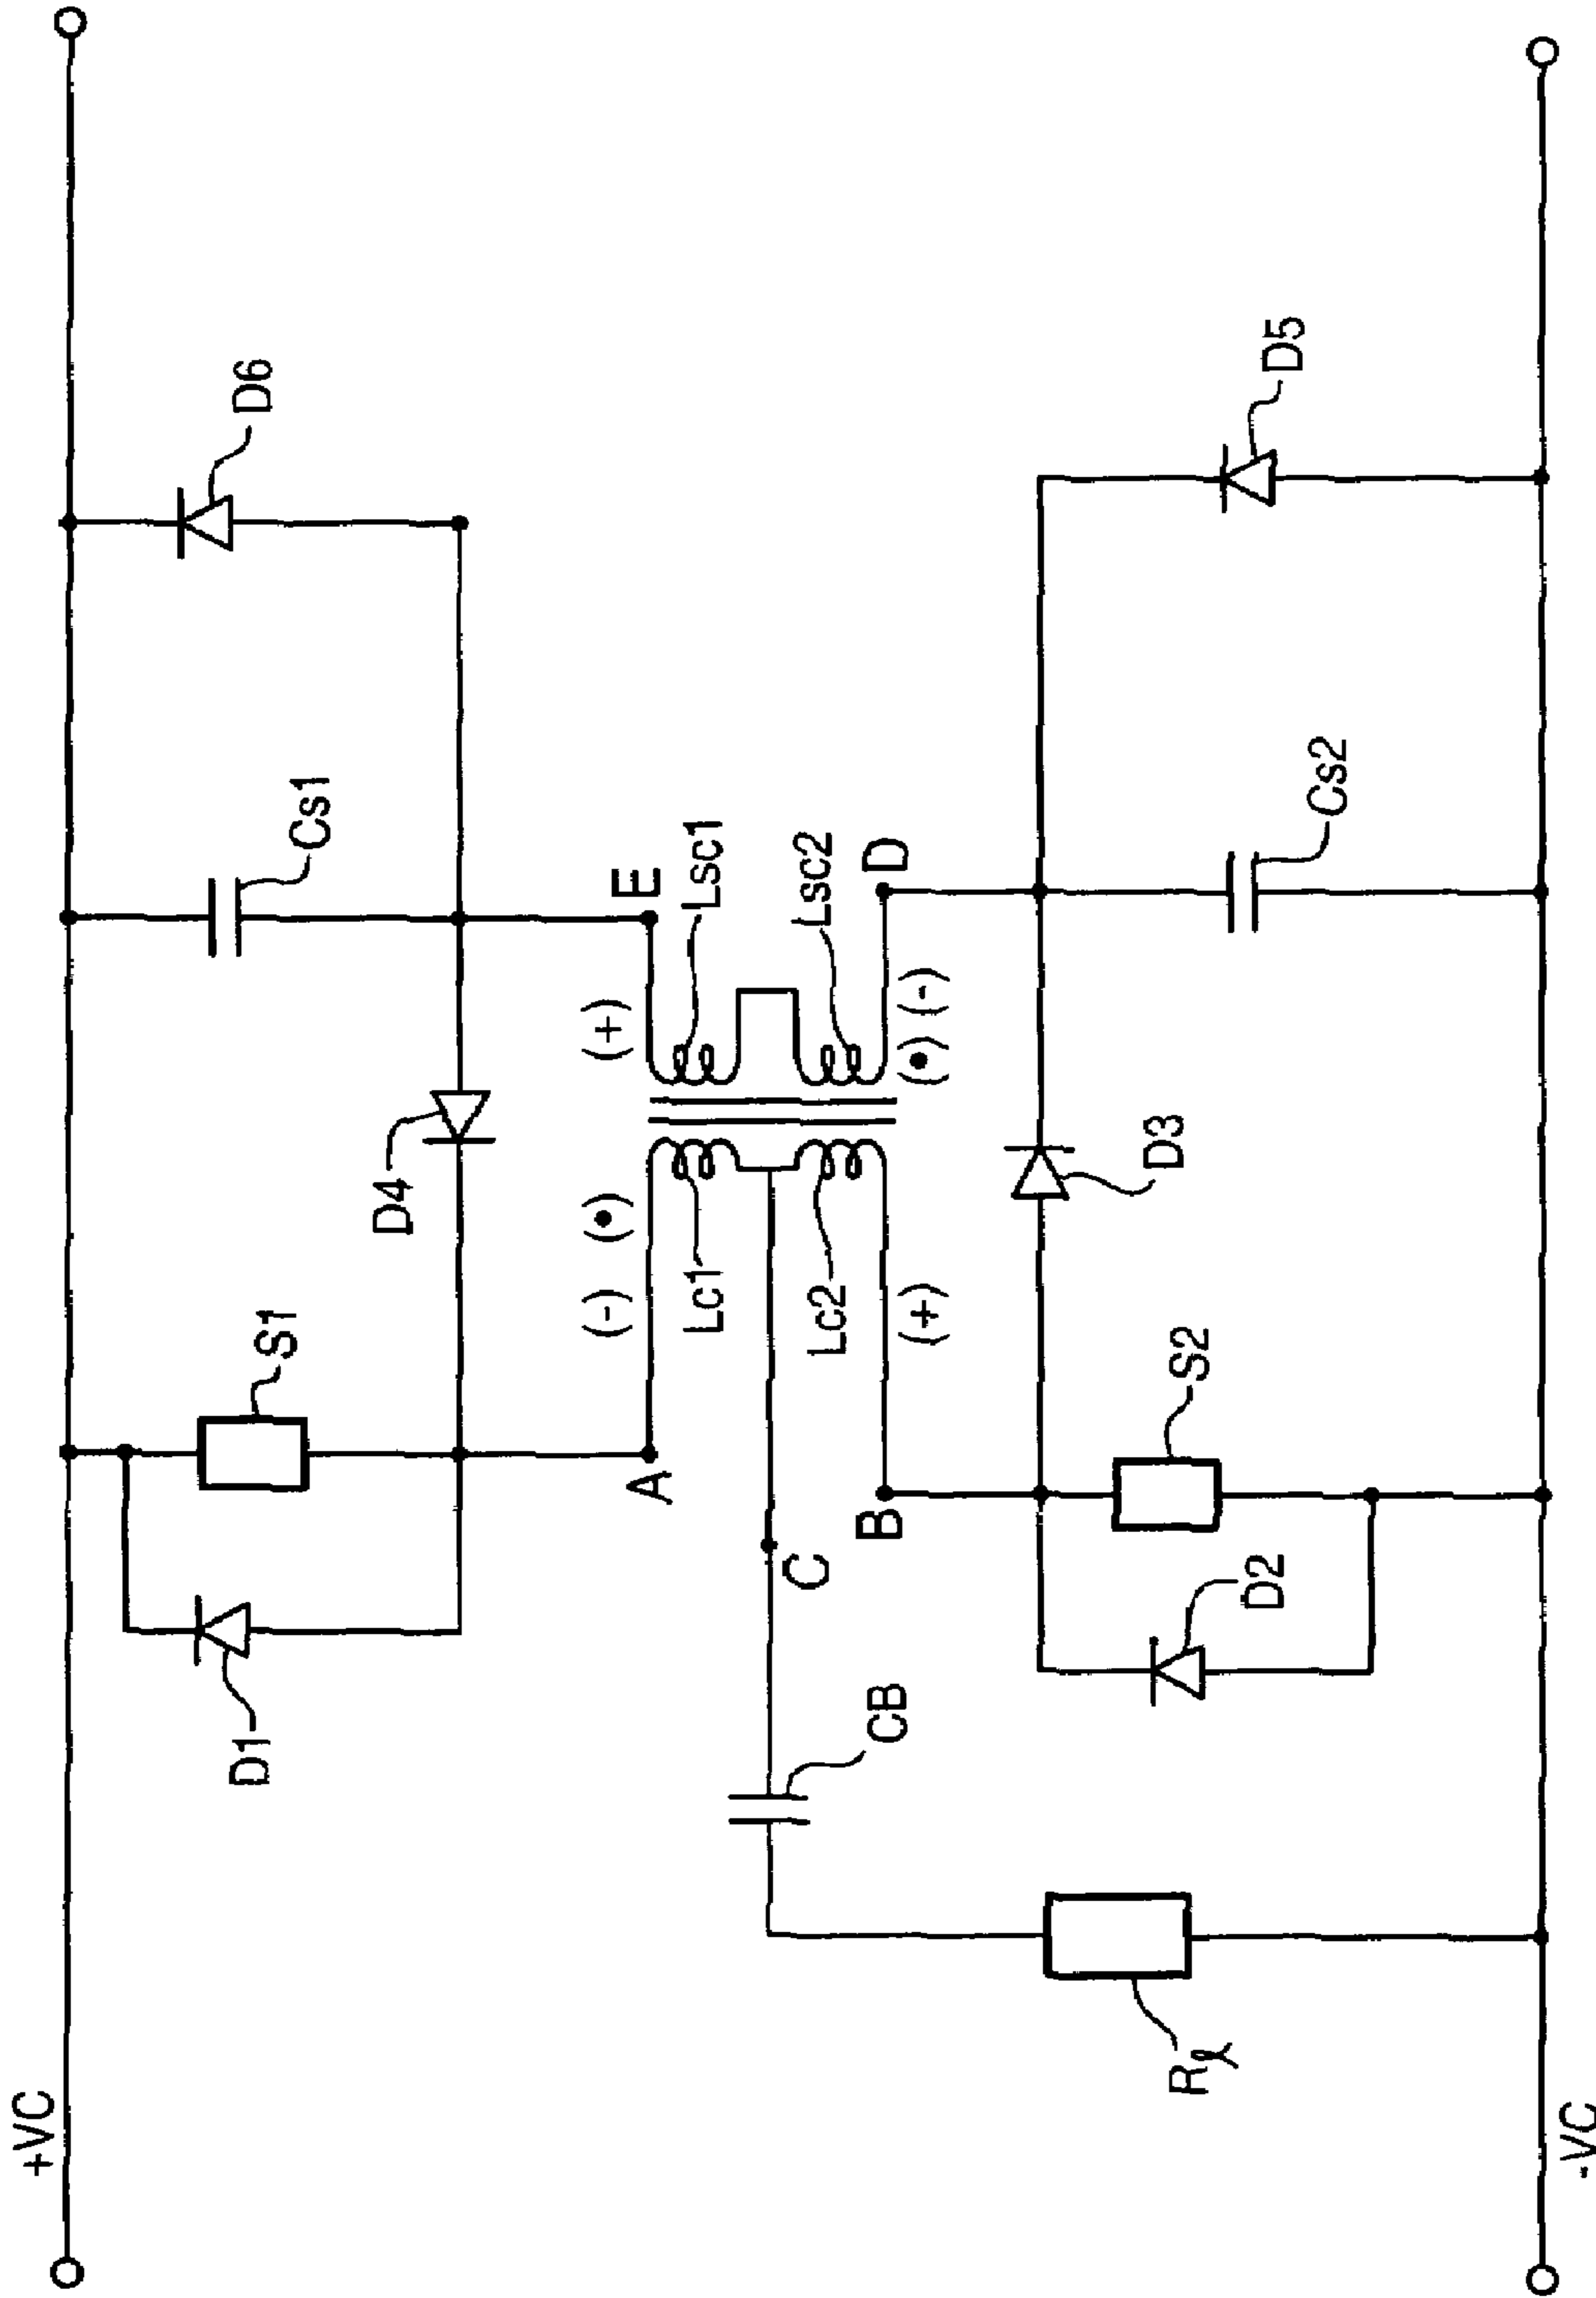 +VC
D1
S1
D4
Cs1
D6
A
(-) (•)
(+)
E
Lc1
Lsc1
C
CB
Lc2
Lsc2
B
(+)
(•) (-)
D
D2
S2
D3
Cs2
D5
Rℓ
-VC